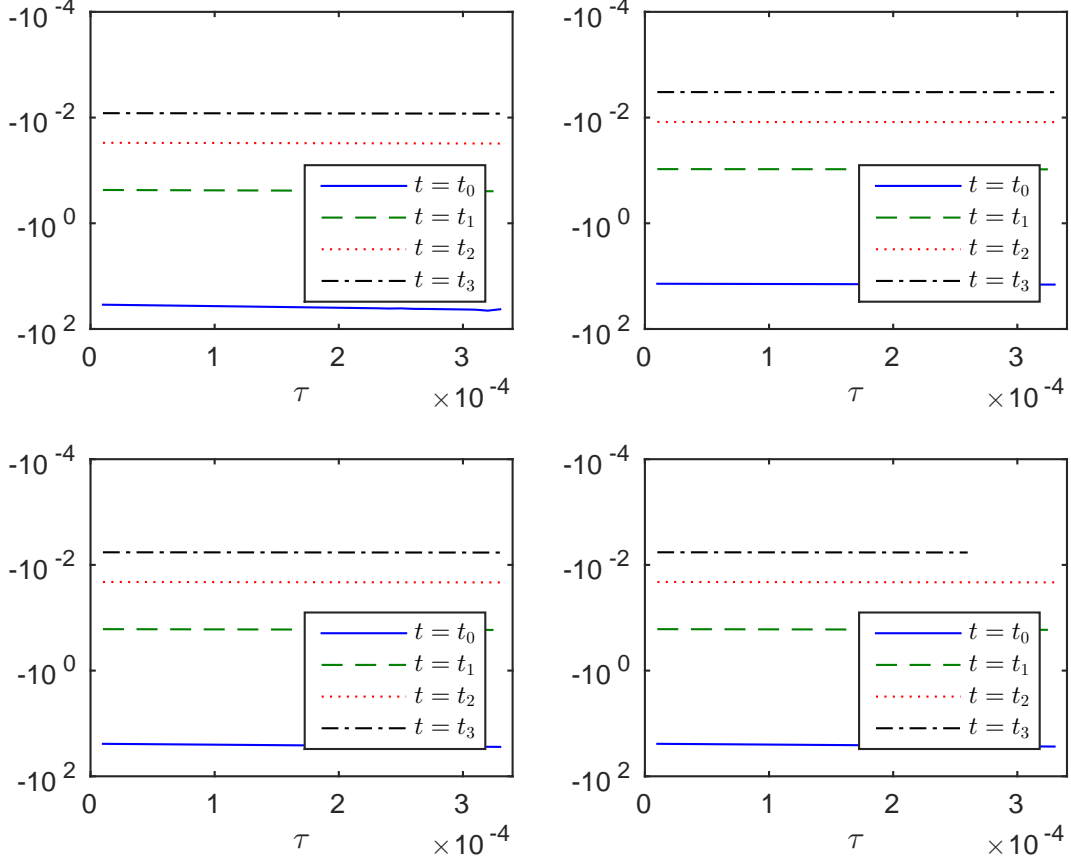 -10^-4
-10^-2
-10^0
-10^2
0 1 2 3
τ ×10^-4
t = t_0
t = t_1
t = t_2
t = t_3
-10^-4
-10^-2
-10^0
-10^2
0 1 2 3
τ ×10^-4
t = t_0
t = t_1
t = t_2
t = t_3
-10^-4
-10^-2
-10^0
-10^2
0 1 2 3
τ ×10^-4
t = t_0
t = t_1
t = t_2
t = t_3
-10^-4
-10^-2
-10^0
-10^2
0 1 2 3
τ ×10^-4
t = t_0
t = t_1
t = t_2
t = t_3